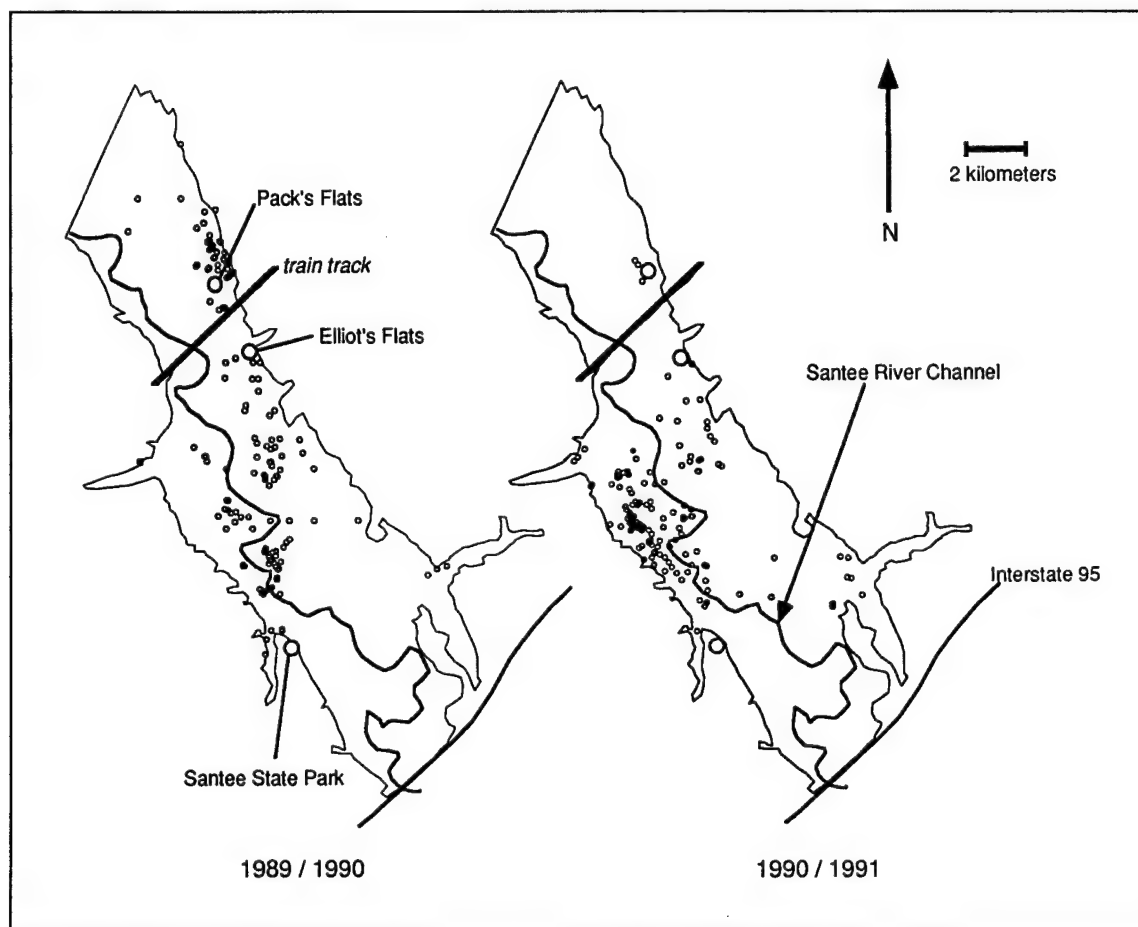 Pack's Flats
train track
Elliot's Flats
Santee State Park
1989 / 1990
N
2 kilometers
Santee River Channel
Interstate 95
1990 / 1991